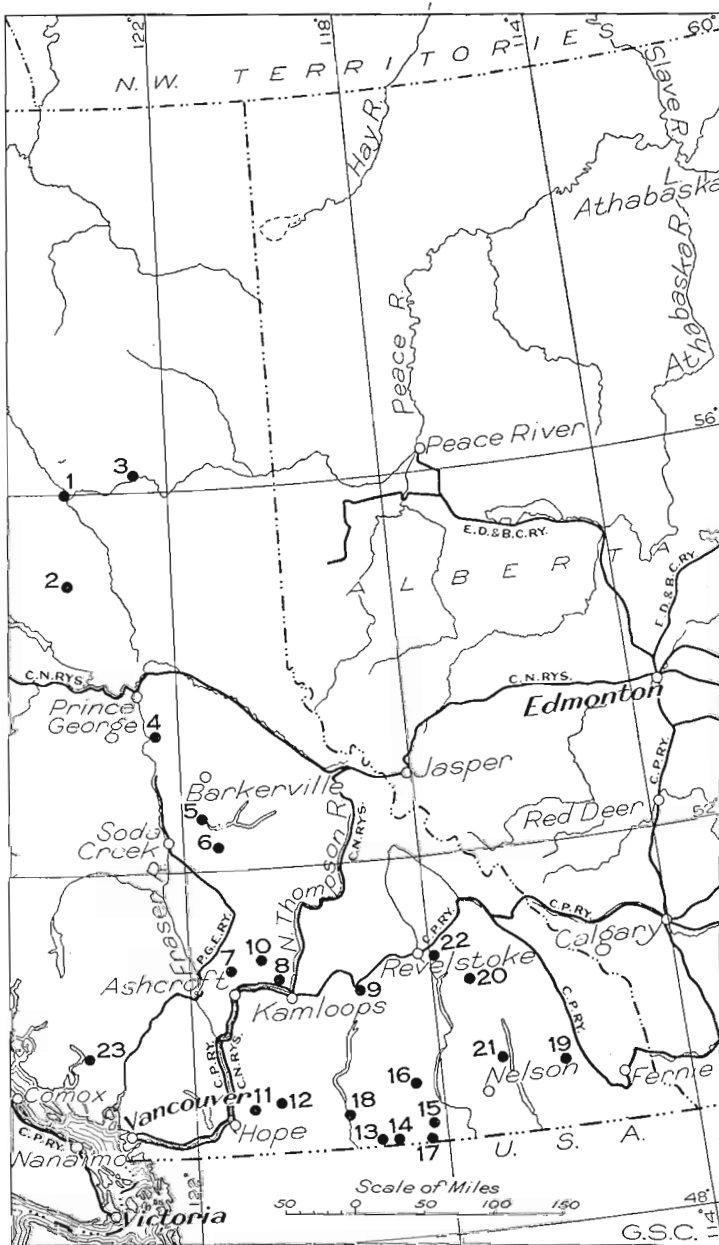 122°
118°
114°
60°
N.W. TERRITORIES
Hay R.
Slave R.
L. Athabaska
Athabaska R.
Peace R.
56°
Peace River
1
3
E.D.&B.C.RY.
2
ALBERTA
E.D.&B.C.RY.
C.N.RYS.
C.N.RYS.
Edmonton
Prince George
4
Jasper
C.P.RY.
Barkerville
Red Deer
52°
5
6
Soda Creek
N. Thompson R.
C.N.RYS.
Fraser R.
P.G.E.RY.
C.P.RY.
C.P.RY.
Calgary
7
10
8
22
Revelstoke
20
Ashcroft
Kamloops
9
C.P.RY.
23
C.P.RY.
C.N.RYS.
21
19
Nelson
Fernie
16
Comox
Vancouver
11
12
18
15
Hope
13
14
17
C.P.RY.
Nanaimo
U. S. A.
122
Scale of Miles
50 0 50 100 150
48°
Victoria
114°
G.S.C.